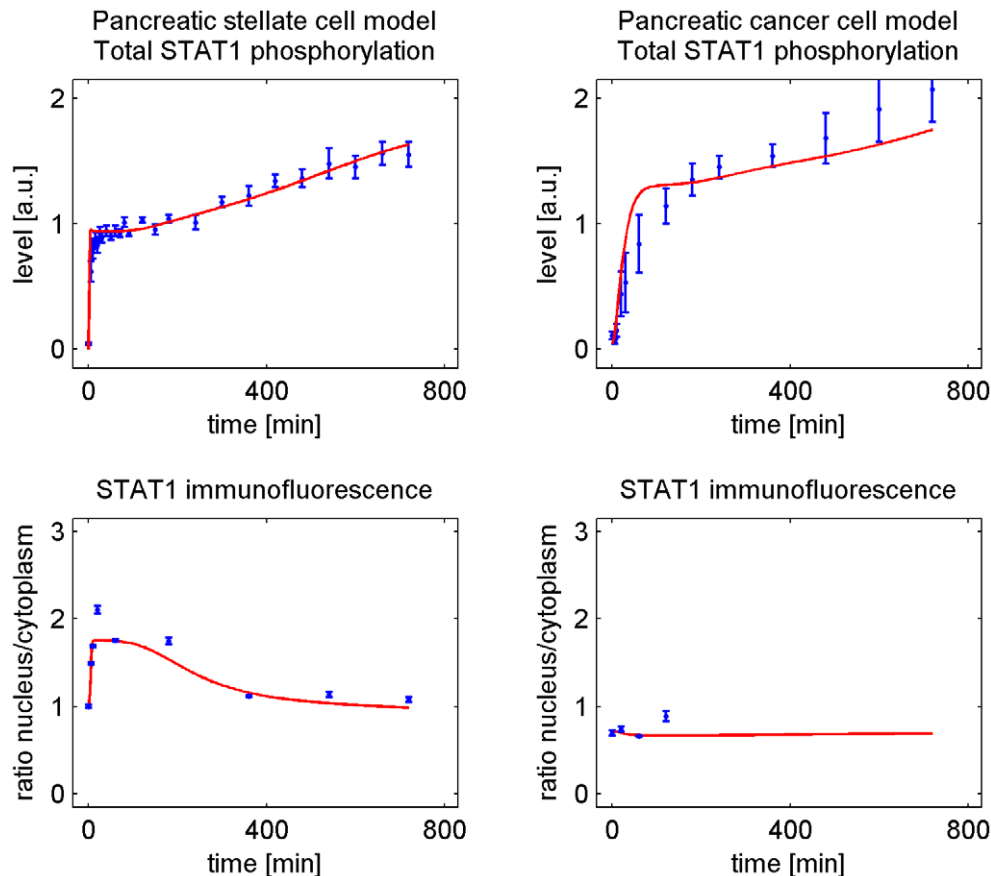 Pancreatic stellate cell model
Total STAT1 phosphorylation
2
1
0
level [a.u.]
0
400
800
time [min]
Pancreatic cancer cell model
Total STAT1 phosphorylation
2
1
0
level [a.u.]
0
400
800
time [min]
STAT1 immunofluorescence
3
2
1
0
ratio nucleus/cytoplasm
0
400
800
time [min]
STAT1 immunofluorescence
3
2
1
0
ratio nucleus/cytoplasm
0
400
800
time [min]